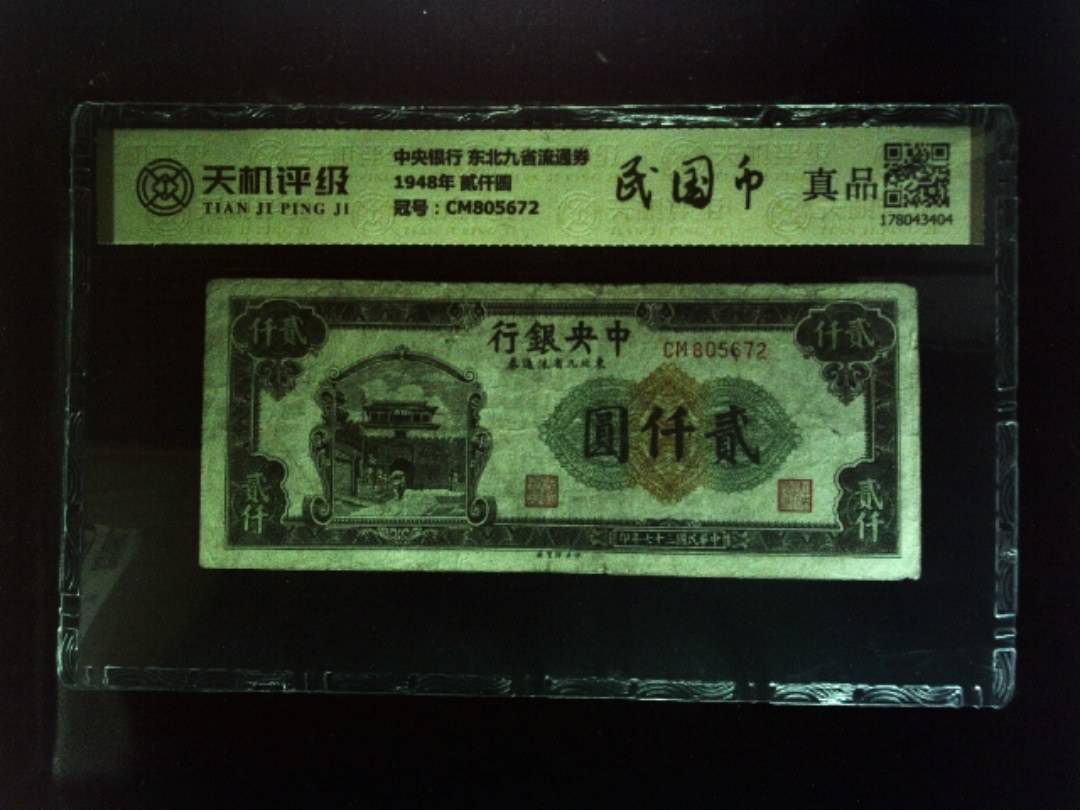 天机评级
TIAN JI PING JI
中央银行 东北九省流通券
1948年 贰仟圆
冠号：CM805672
民国币
真品
178043404
仟貳
仟貳
行銀央中
CM805672
券通流省九北東
圓仟貳
貳仟
貳仟
印年七十三國民華中